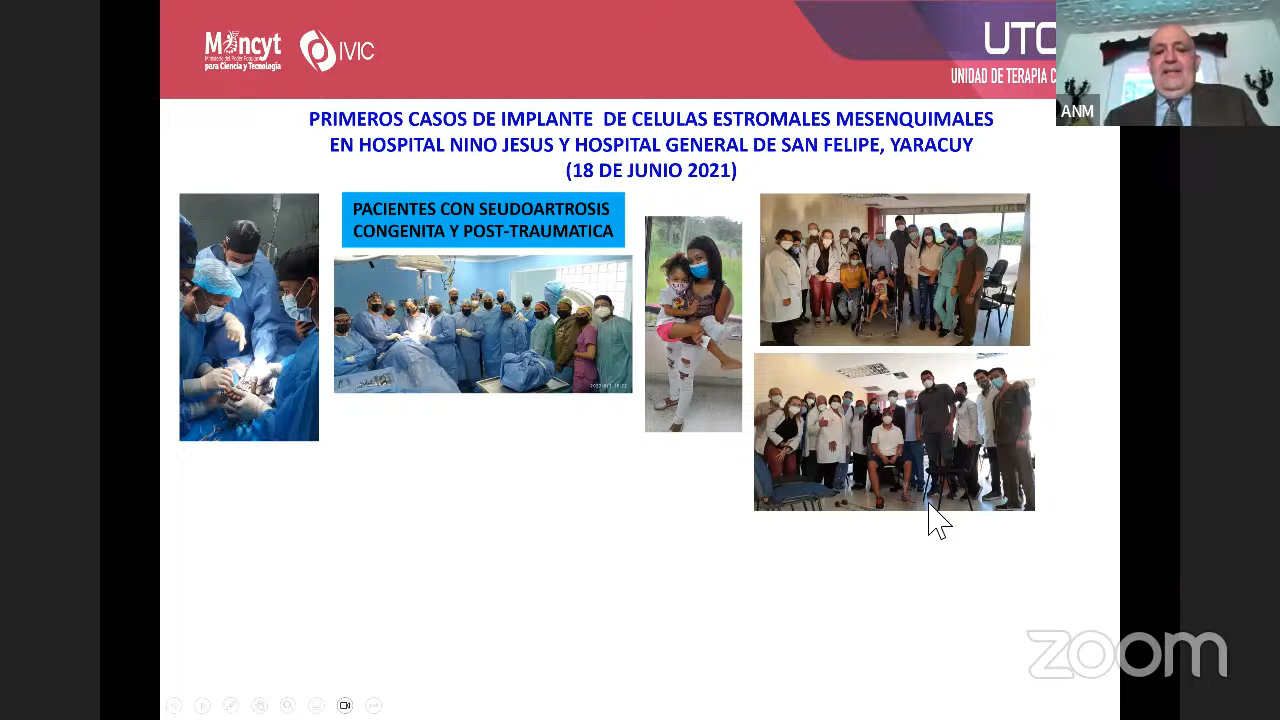 Mincyt
Ministerio del Poder Popular
para Ciencia y Tecnología
IVIC
UTC
UNIDAD DE TERAPIA C
ANM
PRIMEROS CASOS DE IMPLANTE DE CELULAS ESTROMALES MESENQUIMALES
EN HOSPITAL NINO JESUS Y HOSPITAL GENERAL DE SAN FELIPE, YARACUY
(18 DE JUNIO 2021)
PACIENTES CON SEUDOARTROSIS
CONGENITA Y POST-TRAUMATICA
zoom